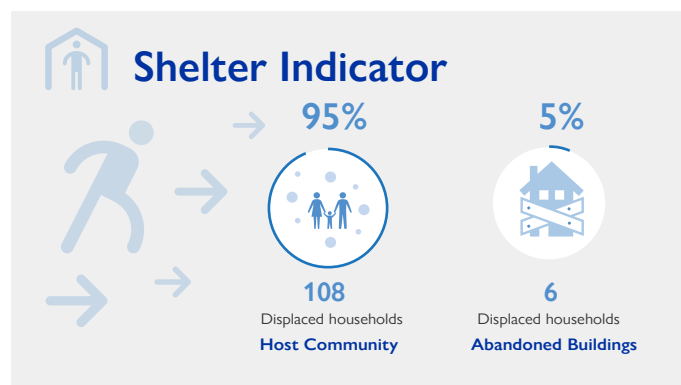 Shelter Indicator
95%
5%
108
6
Displaced households
Displaced households
Host Community
Abandoned Buildings